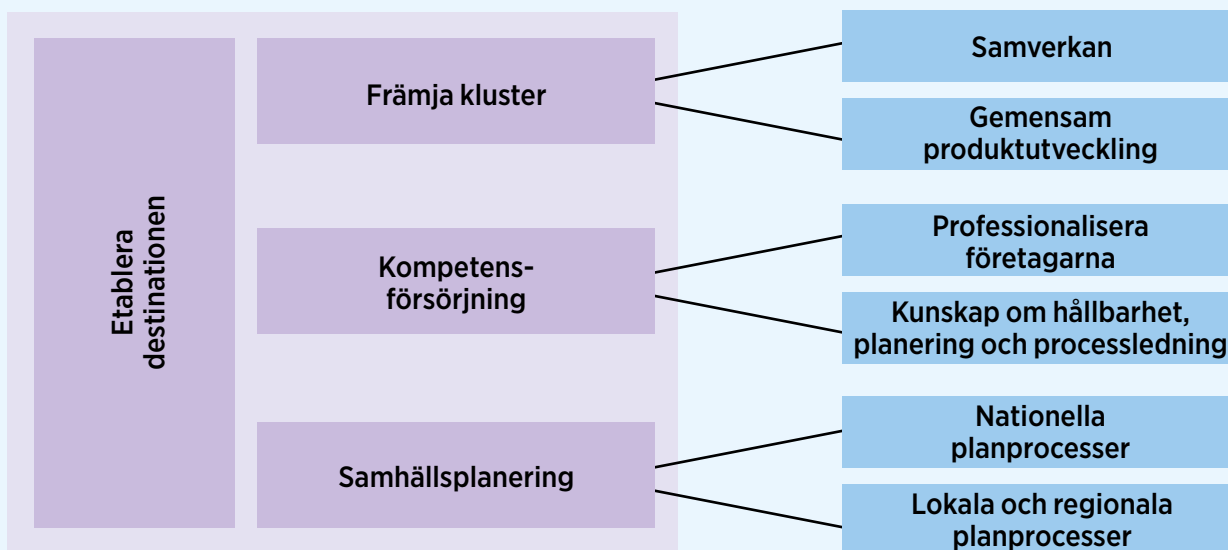 Etablera
destinationen
Främja kluster
Samverkan
Gemensam
produktutveckling
Kompetens-
försörjning
Professionalisera
företagarna
Kunskap om hållbarhet,
planering och processledning
Samhällsplanering
Nationella
planprocesser
Lokala och regionala
planprocesser